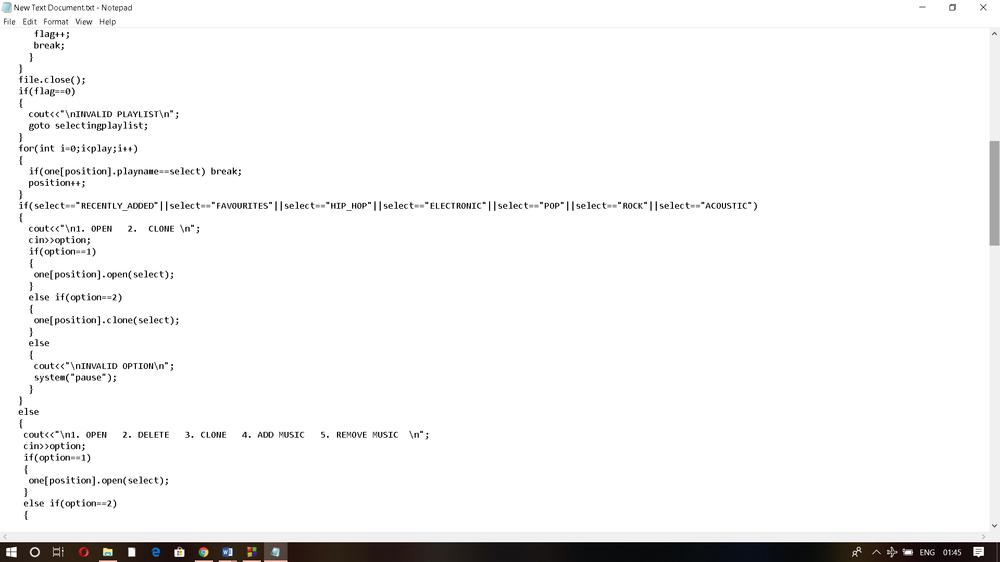 New Text Document.txt - Notepad
File Edit Format View Help
flag++;
break;
}
}
file.close();
if(flag==0)
{
cout<<"\nINVALID PLAYLIST\n";
goto selectingplaylist;
}
for(int i=0;i<play;i++)
{
if(one[position].playname==select) break;
position++;
}
if(select=="RECENTLY_ADDED"||select=="FAVOURITES"||select=="HIP_HOP"||select=="ELECTRONIC"||select=="POP"||select=="ROCK"||select=="ACOUSTIC")
{
cout<<"\n1. OPEN   2.  CLONE \n";
cin>>option;
if(option==1)
{
one[position].open(select);
}
else if(option==2)
{
one[position].clone(select);
}
else
{
cout<<"\nINVALID OPTION\n";
system("pause");
}
}
else
{
cout<<"\n1. OPEN   2. DELETE   3. CLONE   4. ADD MUSIC   5. REMOVE MUSIC  \n";
cin>>option;
if(option==1)
{
one[position].open(select);
}
else if(option==2)
{
ENG 01:45